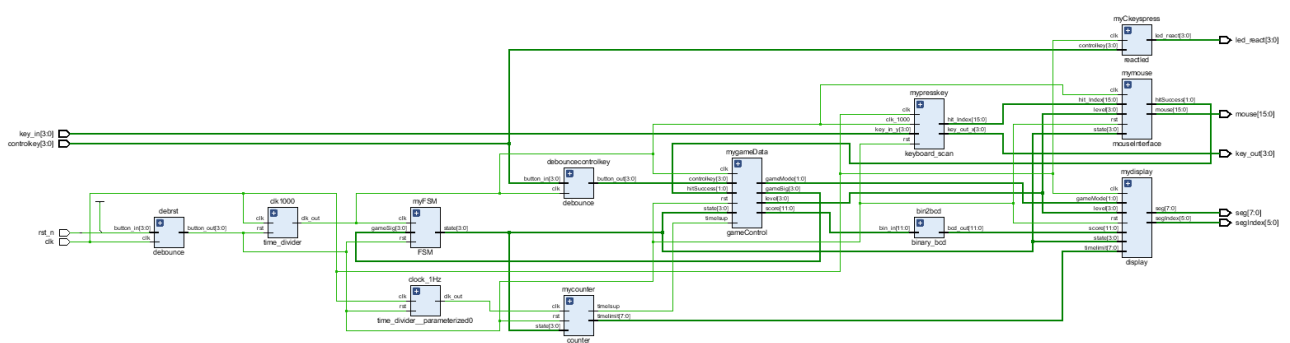 myCkeyspress
clk
controlkey[3:0]
led_react[3:0]
reactled
led_react[3:0]
mymouse
clk
hit_index[15:0]
level[3:0]
rst
state[3:0]
hitSuccess[1:0]
mouse[15:0]
mouseInterface
mouse[15:0]
mypresskey
clk
clk_1000
key_in_y[3:0]
rst
hit_index[15:0]
key_out_x[3:0]
keyboard_scan
key_in[3:0]
controlkey[3:0]
key_out[3:0]
debouncecontrolkey
button_in[3:0]
clk
button_out[3:0]
debounce
mygameData
clk
controlkey[3:0]
hitSuccess[1:0]
rst
state[3:0]
timeisup
gameMode[1:0]
gameSig[3:0]
level[3:0]
score[11:0]
gameControl
mydisplay
clk
gameMode[1:0]
level[3:0]
rst
score[11:0]
state[3:0]
timelimit[7:0]
seg[7:0]
segIndex[5:0]
display
seg[7:0]
segIndex[5:0]
bin2bcd
bin_in[11:0]
bcd_out[11:0]
binary_bcd
rst_n
clk
debrst
button_in[3:0]
clk
button_out[3:0]
debounce
clk1000
clk
rst
clk_out
time_divider
myFSM
clk
gameSig[3:0]
rst
state[3:0]
FSM
clock_1Hz
clk
rst
clk_out
time_divider__parameterized0
mycounter
clk
rst
state[3:0]
timeisup
timelimit[7:0]
counter